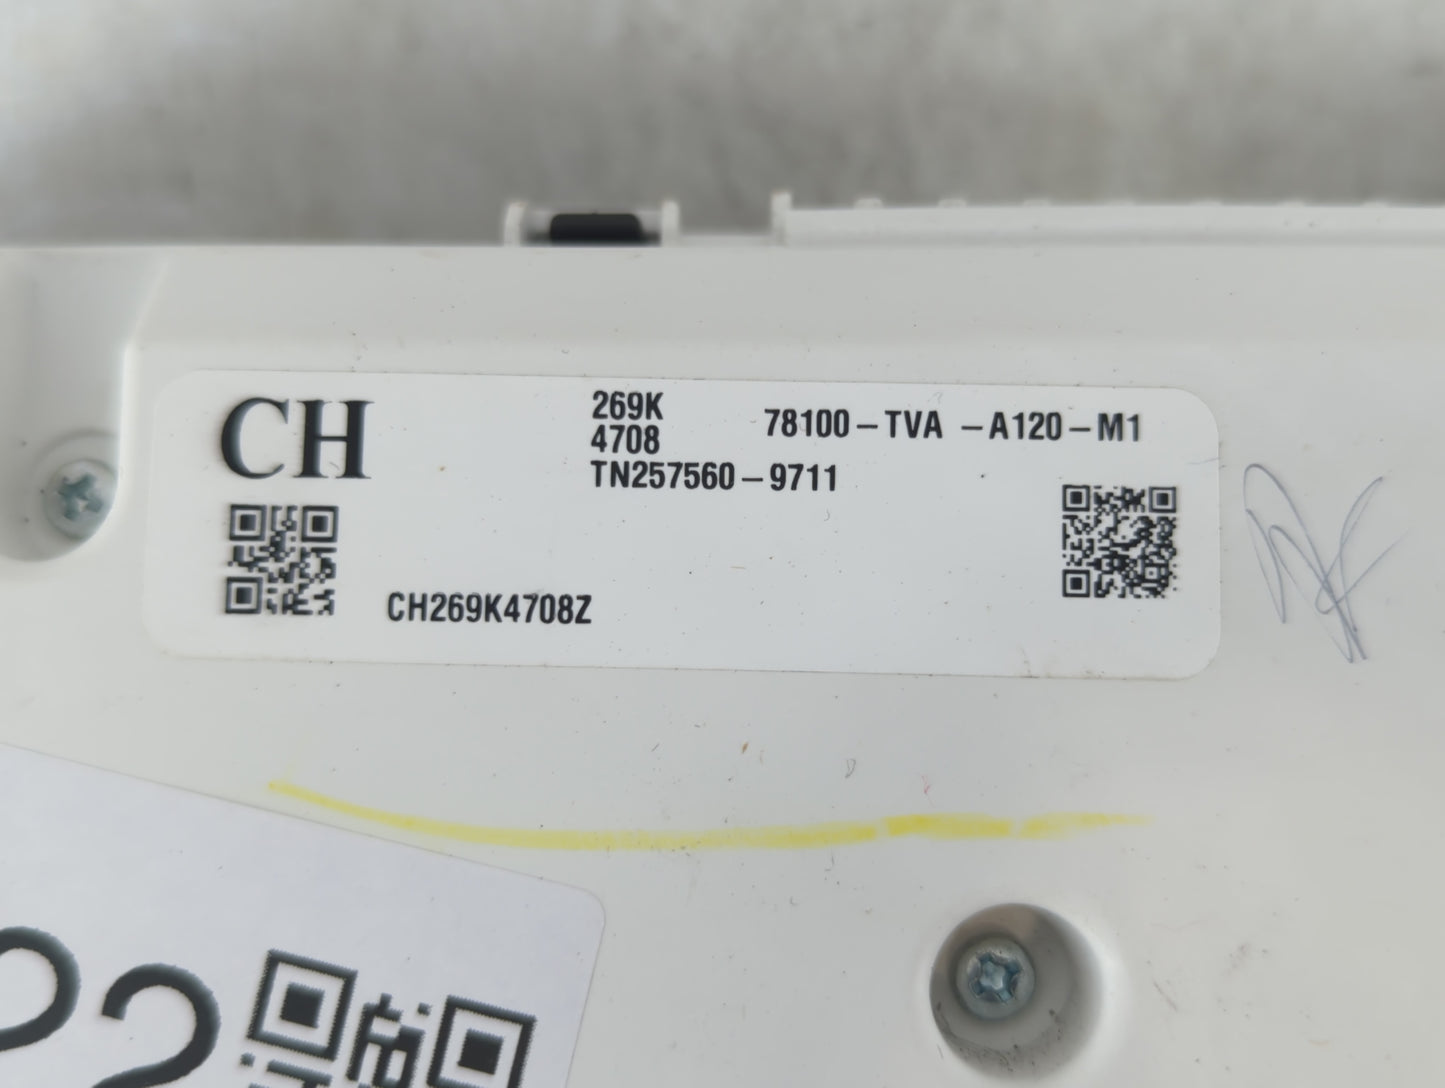 CH
269K
4708
78100-TVA -A120-M1
TN257560-9711
CH269K4708Z